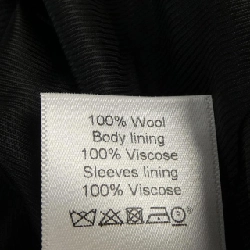 100% Wool
Body lining
100% Viscose
Sleeves lining
100% Viscose